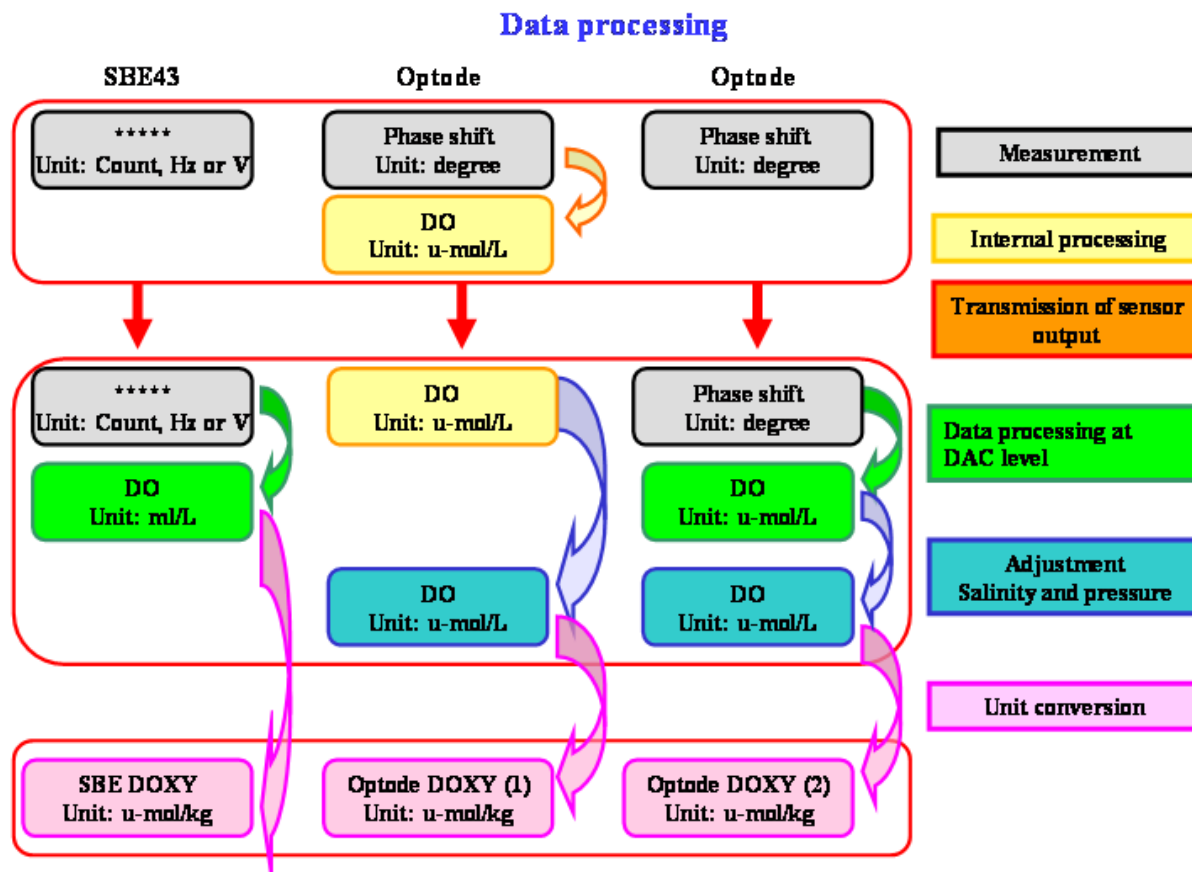 Data processing
SBE43
Optode
Optode
*****
Unit: Count, Hz or V
Phase shift
Unit: degree
Phase shift
Unit: degree
DO
Unit: u-mol/L
Measurement
Internal processing
Transmission of sensor
output
*****
Unit: Count, Hz or V
DO
Unit: u-mol/L
Phase shift
Unit: degree
DO
Unit: ml/L
DO
Unit: u-mol/L
Data processing at
DAC level
DO
Unit: u-mol/L
DO
Unit: u-mol/L
Adjustment
Salinity and pressure
Unit conversion
SBE DOXY
Unit: u-mol/kg
Optode DOXY (1)
Unit: u-mol/kg
Optode DOXY (2)
Unit: u-mol/kg